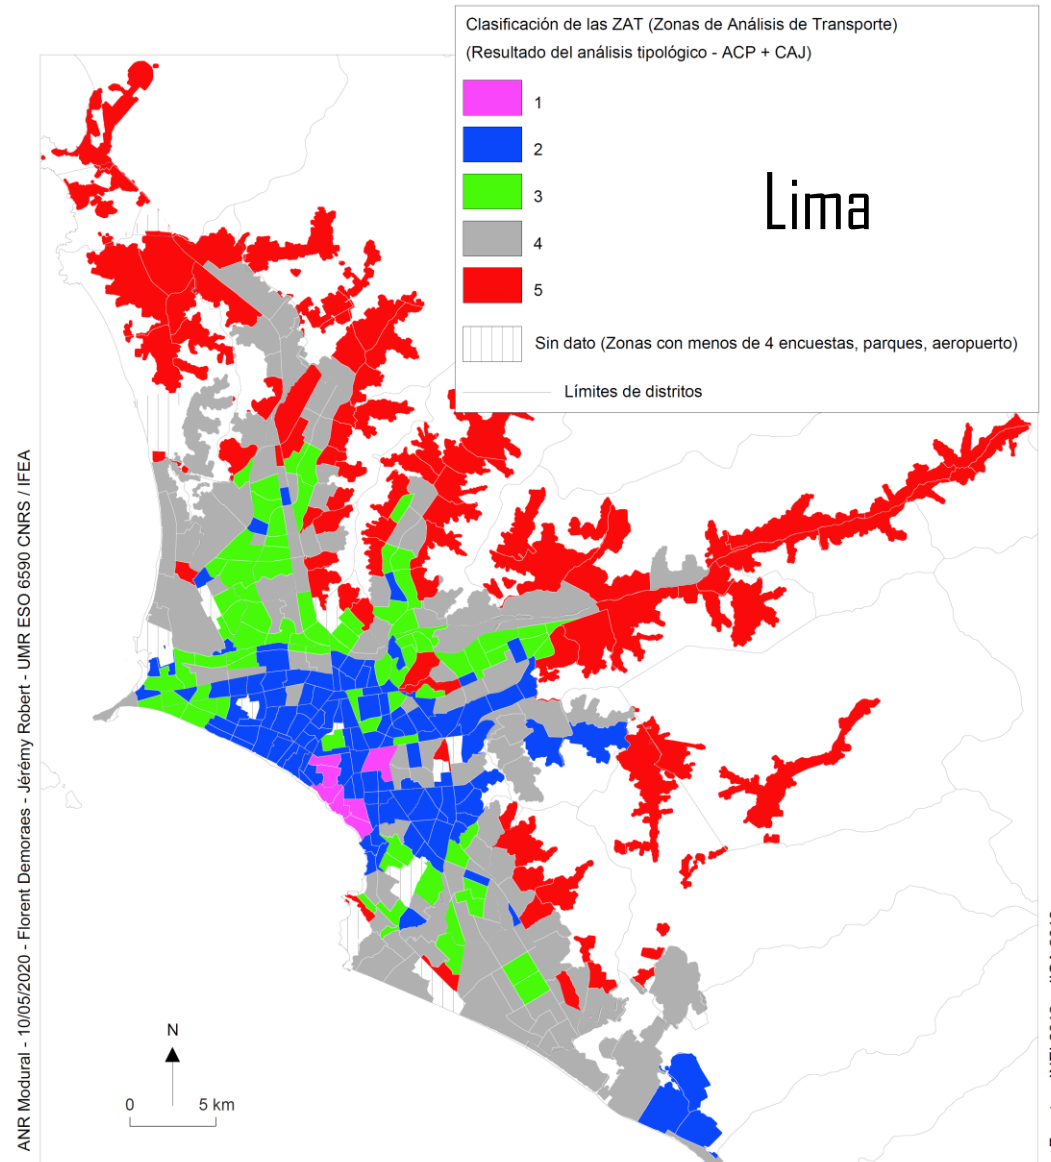 Clasificación de las ZAT (Zonas de Análisis de Transporte)
(Resultado del análisis tipológico - ACP + CAJ)
1
2
3
4
5
Lima
Sin dato (Zonas con menos de 4 encuestas, parques, aeropuerto)
Límites de distritos
ANR Modural - 10/05/2020 - Florent Demoraes - Jérémy Robert - UMR ESO 6590 CNRS / IFEA
N
0 5 km